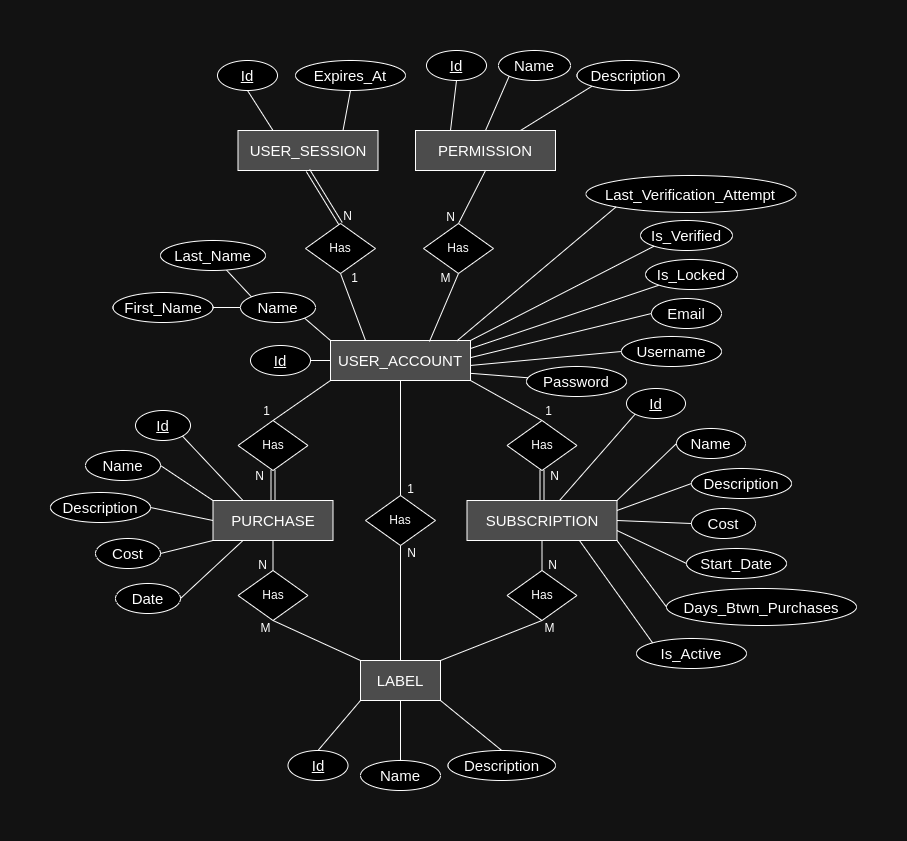 Id
Expires_At
Id
Name
Description
USER_SESSION
PERMISSION
Last_Verification_Attempt
N
N
Has
Has
Is_Verified
Last_Name
1
M
Is_Locked
First_Name
Name
Email
Username
Id
USER_ACCOUNT
Password
Id
1
1
Id
Has
Has
Name
Name
N
N
Description
1
Description
PURCHASE
Has
SUBSCRIPTION
Cost
Cost
N
Start_Date
N
N
Date
Has
Has
Days_Btwn_Purchases
M
M
Is_Active
LABEL
Id
Name
Description